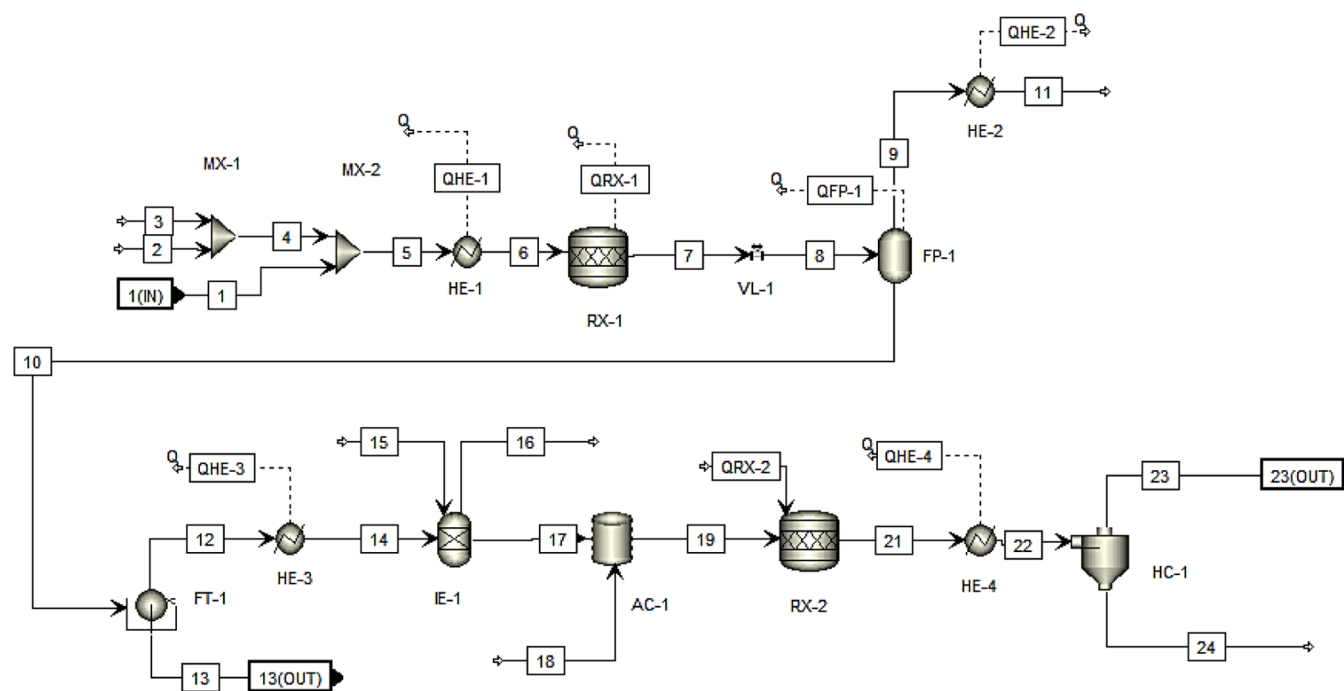 QHE-2
Q
11
HE-2
MX-1
MX-2
Q
QHE-1
Q
QRX-1
Q
QFP-1
9
3
2
4
5
6
7
8
FP-1
1(IN)
1
HE-1
RX-1
VL-1
10
Q
QHE-3
15
16
QRX-2
Q
QHE-4
23
23(OUT)
12
14
17
19
21
22
HE-3
FT-1
IE-1
AC-1
RX-2
HE-4
HC-1
13
13(OUT)
18
24